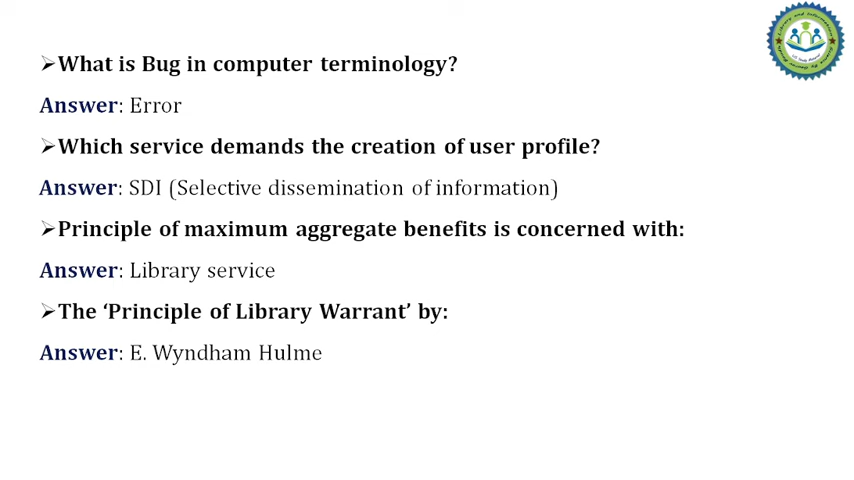 ➢What is Bug in computer terminology?
Answer: Error
➢Which service demands the creation of user profile?
Answer: SDI (Selective dissemination of information)
➢Principle of maximum aggregate benefits is concerned with:
Answer: Library service
➢The ‘Principle of Library Warrant’ by:
Answer: E. Wyndham Hulme